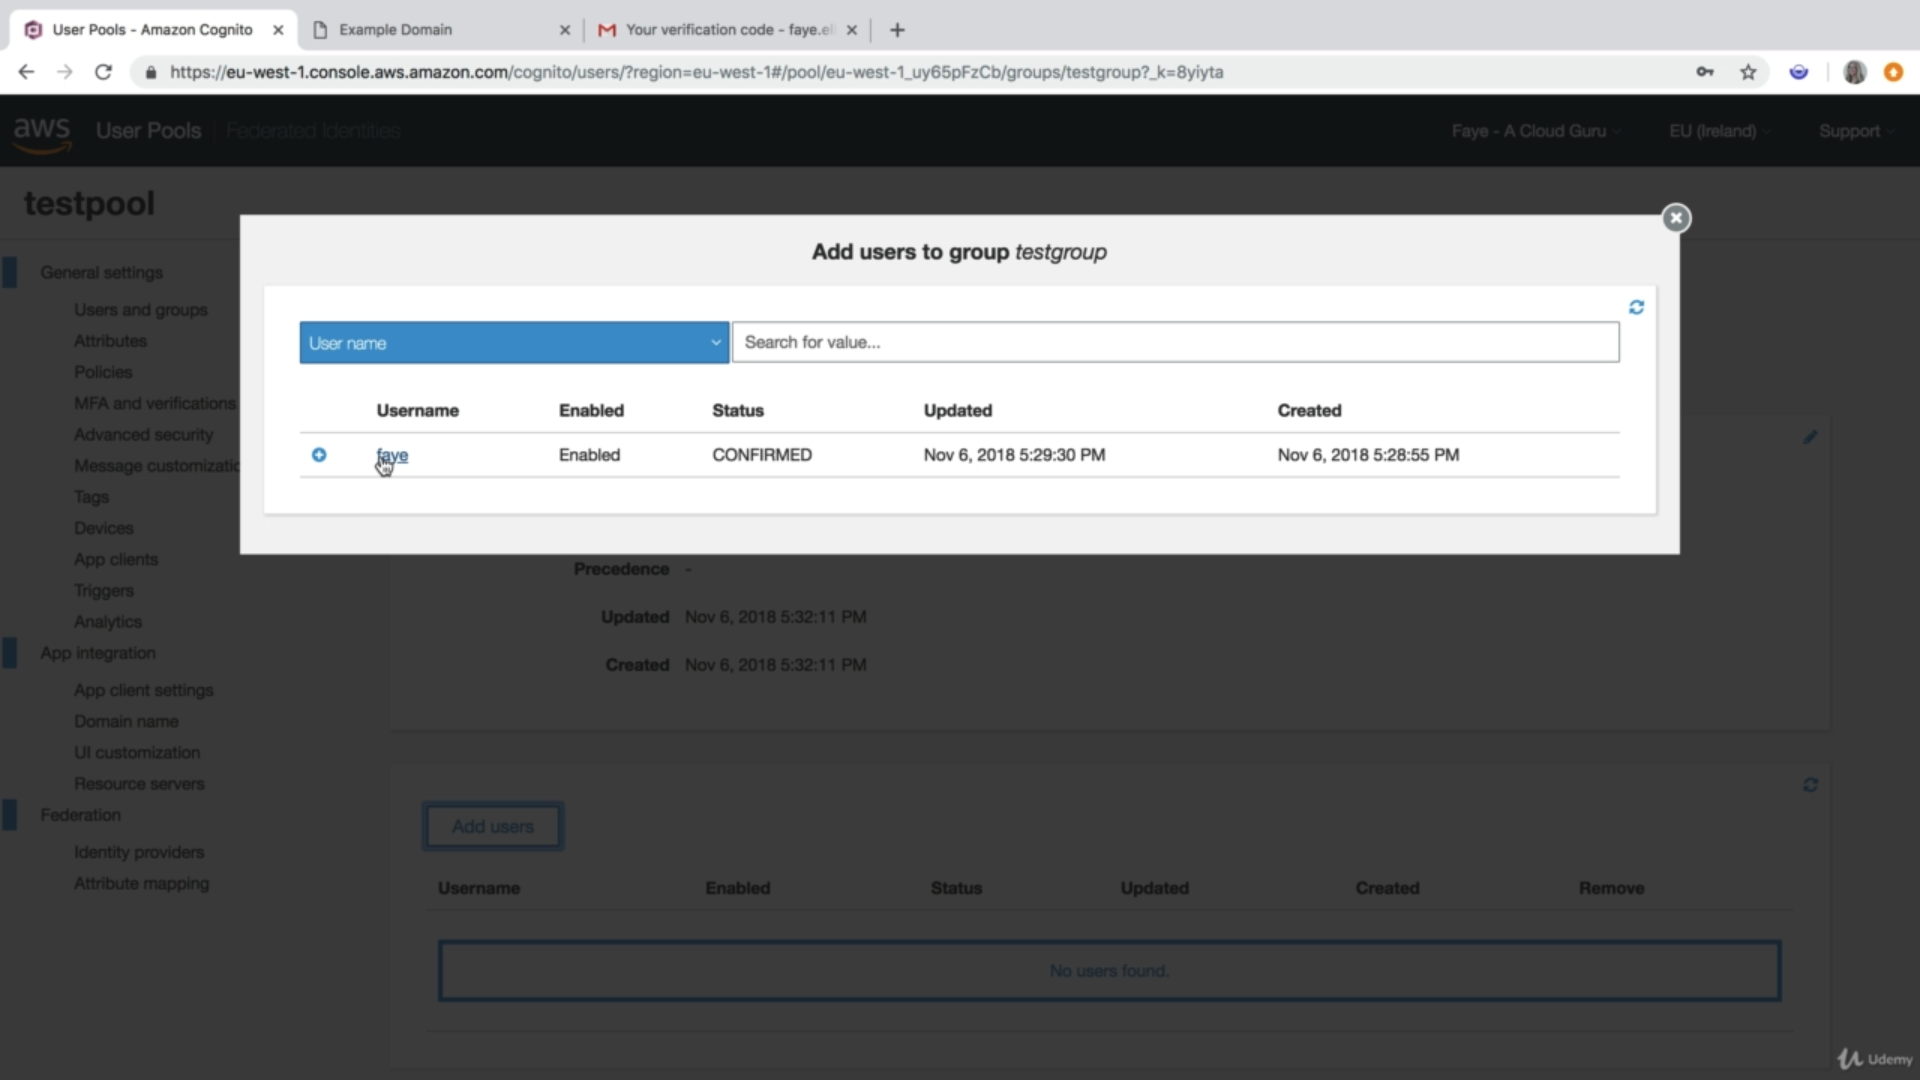 User Pools - Amazon Cognito
Example Domain
Your verification code - faye.ei
https://eu-west-1.console.aws.amazon.com/cognito/users/?region=eu-west-1#/pool/eu-west-1_uy65pFzCb/groups/testgroup?_k=8yiyta
aws User Pools Federated Identities Faye - A Cloud Guru EU (Ireland) Support
testpool
Add users to group testgroup
General settings
Users and groups
Attributes
Policies
MFA and verifications
Advanced security
Message customizatio
Tags
Devices
App clients
Triggers
Analytics
App integration
App client settings
Domain name
UI customization
Resource servers
Federation
Identity providers
Attribute mapping
User name Search for value...
Username Enabled Status Updated Created
faye Enabled CONFIRMED Nov 6, 2018 5:29:30 PM Nov 6, 2018 5:28:55 PM
Precedence -
Updated Nov 6, 2018 5:32:11 PM
Created Nov 6, 2018 5:32:11 PM
Add users
Username Enabled Status Updated Created Remove
No users found.
Udemy